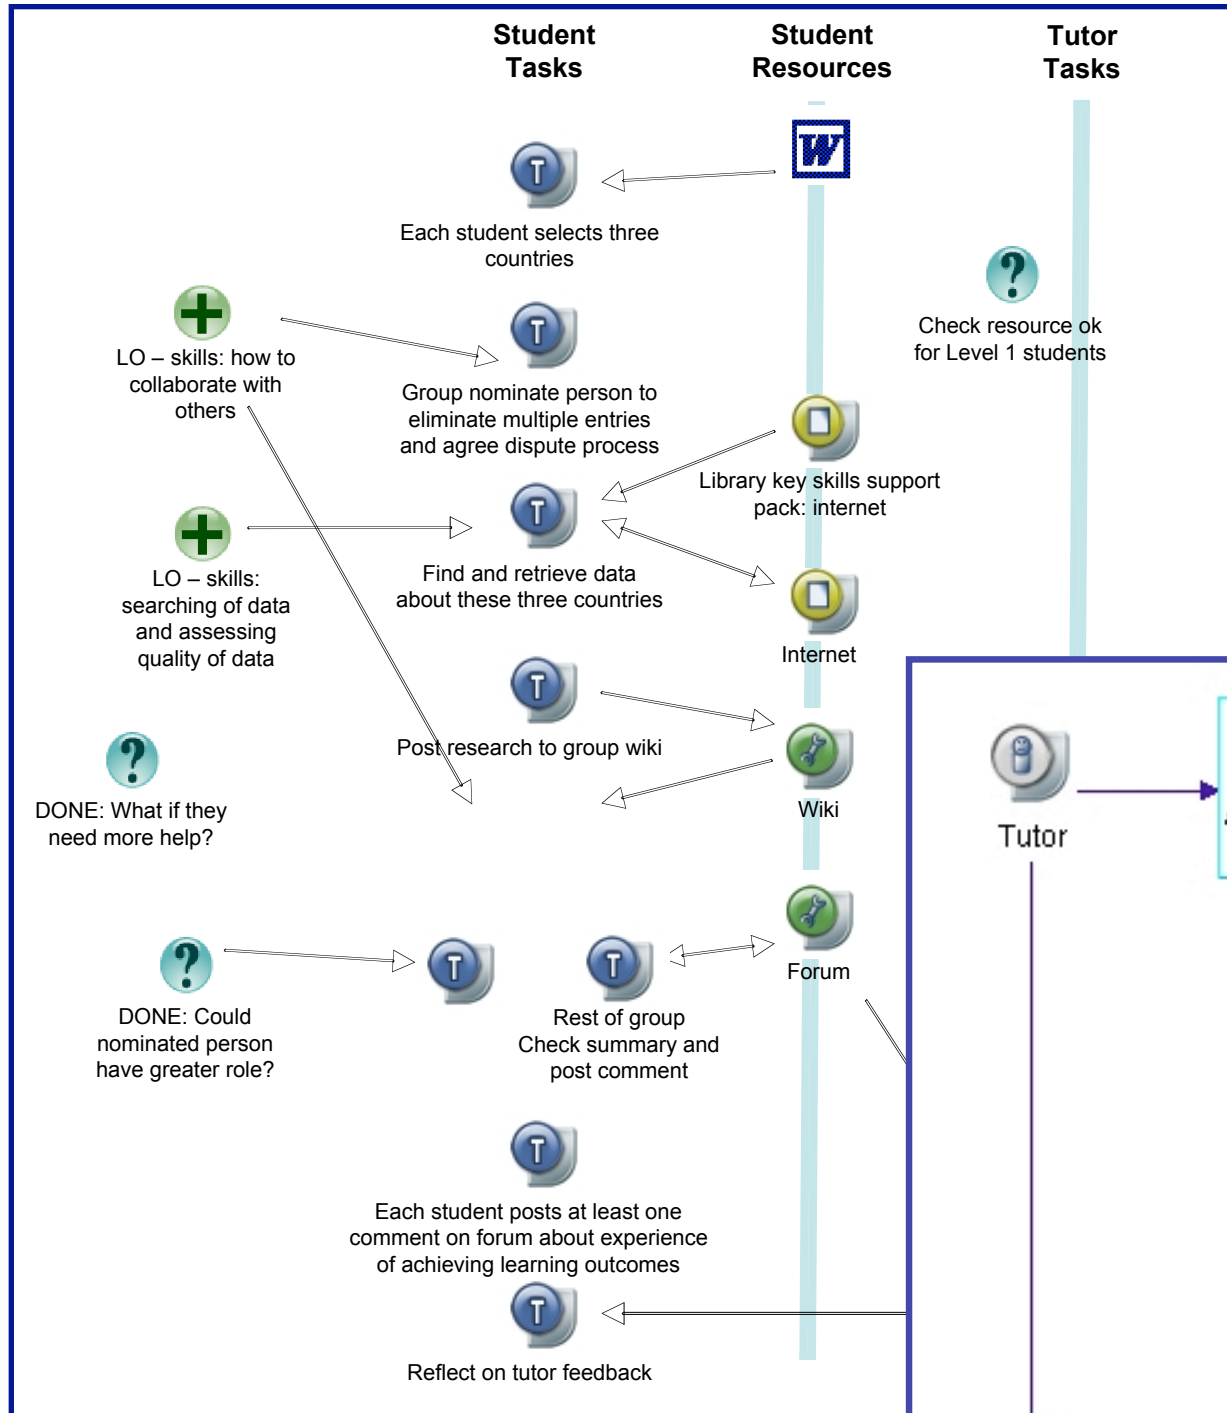 Student
Tasks
Student
Resources
Tutor
Tasks
W
T
Each student selects three
countries
?
Check resource ok
for Level 1 students
LO – skills: how to
collaborate with
others
T
Group nominate person to
eliminate multiple entries
and agree dispute process
Library key skills support
pack: internet
LO – skills:
searching of data
and assessing
quality of data
T
Find and retrieve data
about these three countries
Internet
T
Post research to group wiki
Wiki
?
DONE: What if they
need more help?
Tutor
Forum
?
DONE: Could
nominated person
have greater role?
T
T
Rest of group
Check summary and
post comment
T
Each student posts at least one
comment on forum about experience
of achieving learning outcomes
T
Reflect on tutor feedback